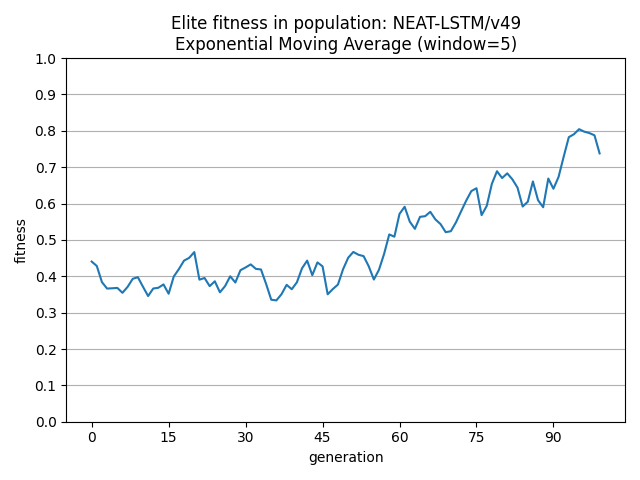 Elite fitness in population: NEAT-LSTM/v49
Exponential Moving Average (window=5)
1.0
0.9
0.8
0.7
0.6
0.5
0.4
0.3
0.2
0.1
0.0
fitness
0 15 30 45 60 75 90
generation